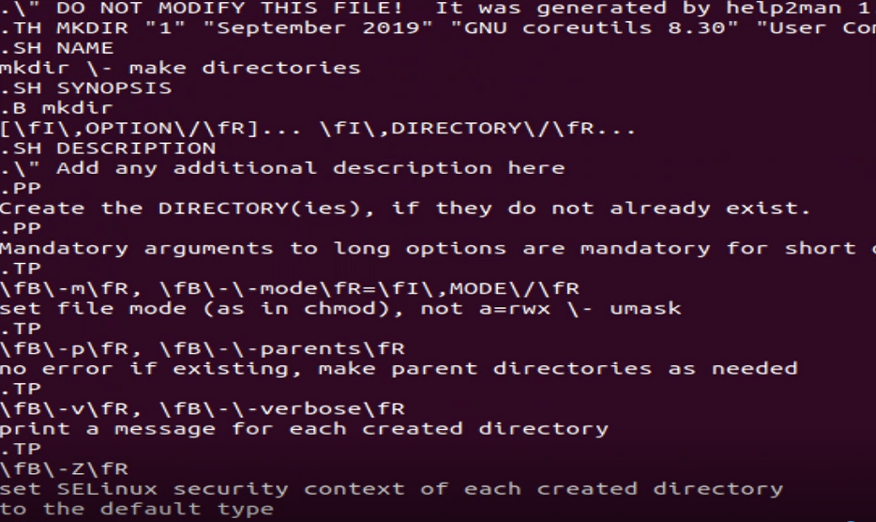 .\" DO NOT MODIFY THIS FILE!  It was generated by help2man 1
.TH MKDIR "1" "September 2019" "GNU coreutils 8.30" "User Co
.SH NAME
mkdir \- make directories
.SH SYNOPSIS
.B mkdir
[\fI\,OPTION\/\fR]... \fI\,DIRECTORY\/\fR...
.SH DESCRIPTION
.\" Add any additional description here
.PP
Create the DIRECTORY(ies), if they do not already exist.
.PP
Mandatory arguments to long options are mandatory for short
.TP
\fB\-m\fR, \fB\-\-mode\fR=\fI\,MODE\/\fR
set file mode (as in chmod), not a=rwx \- umask
.TP
\fB\-p\fR, \fB\-\-parents\fR
no error if existing, make parent directories as needed
.TP
\fB\-v\fR, \fB\-\-verbose\fR
print a message for each created directory
.TP
\fB\-Z\fR
set SELinux security context of each created directory
to the default type